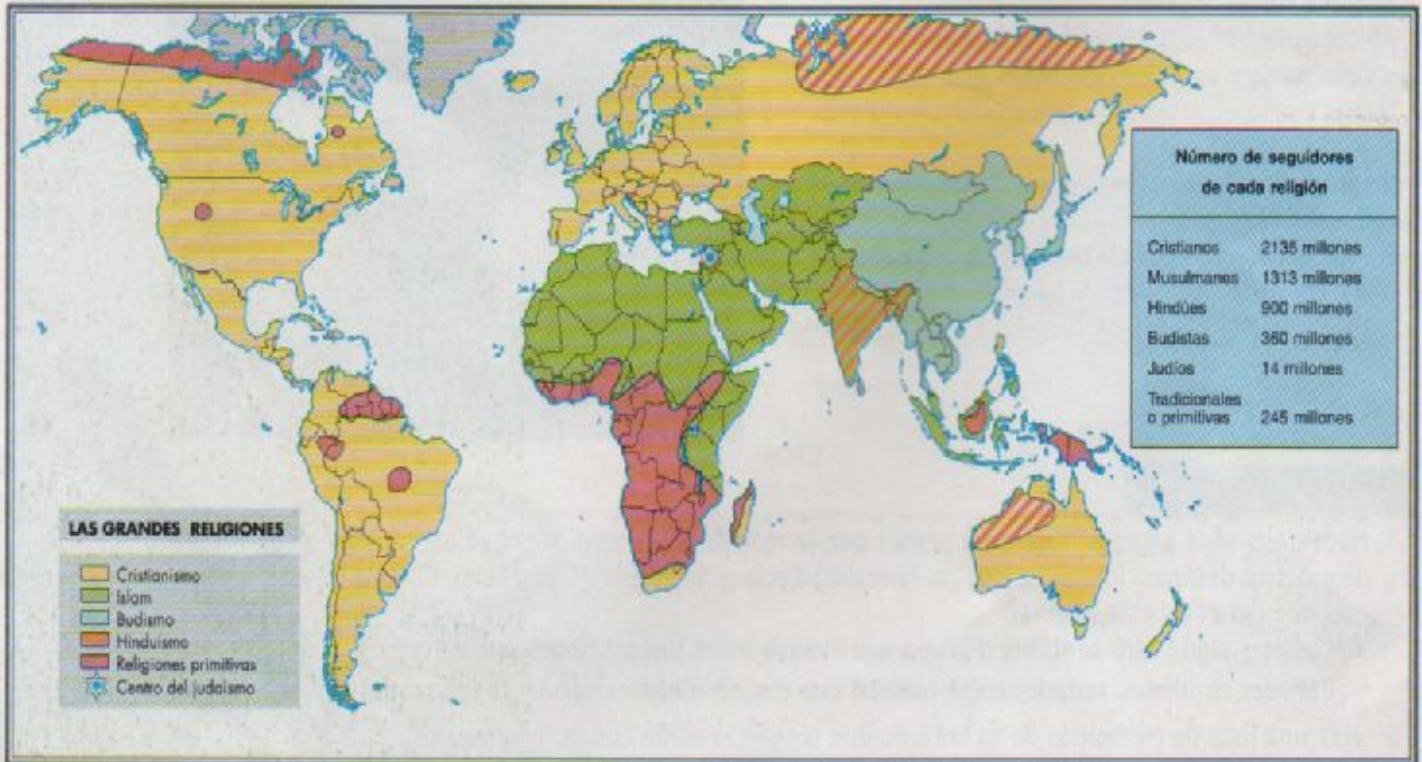 Número de seguidores
de cada religión
Cristianos 2135 millones
Musulmanes 1313 millones
Hindúes 900 millones
Budistas 360 millones
Judíos 14 millones
Tradicionales
o primitivas 245 millones
LAS GRANDES RELIGIONES
Cristianismo
Islam
Budismo
Hinduísmo
Religiones primitivas
Centro del judaísmo